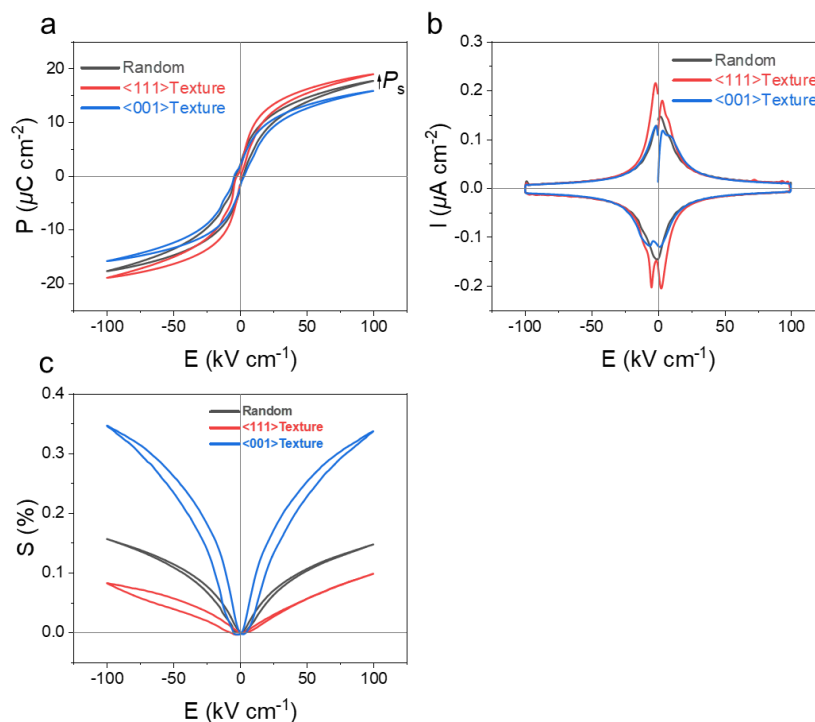 a
Random
<111>Texture
<001>Texture
Ps
20
10
0
-10
-20
P (μC cm⁻²)
-100 -50 0 50 100
E (kV cm⁻¹)
b
Random
<111>Texture
<001>Texture
0.3
0.2
0.1
0.0
-0.1
-0.2
I (μA cm⁻²)
-100 -50 0 50 100
E (kV cm⁻¹)
c
Random
<111>Texture
<001>Texture
0.4
0.3
0.2
0.1
0.0
S (%)
-100 -50 0 50 100
E (kV cm⁻¹)